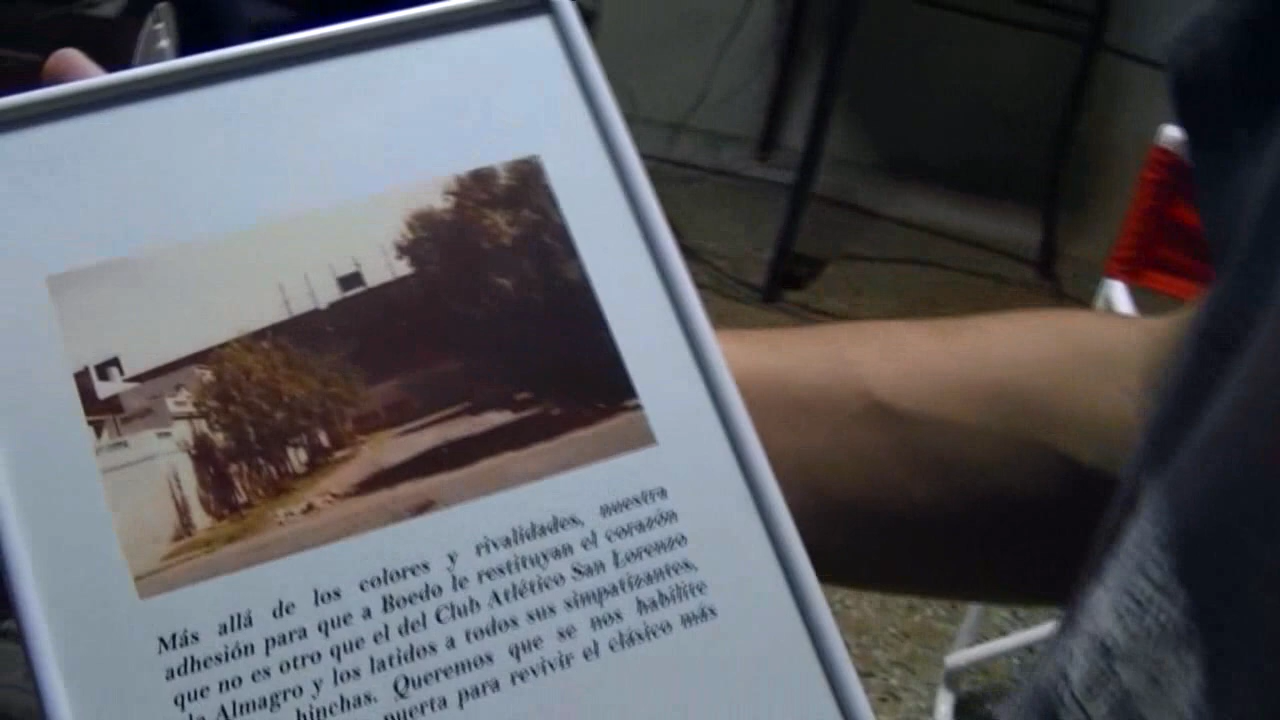 Más allá de los colores y rivalidades, nuestra
adhesión para que a Boedo le restituyan el corazón
que no es otro que el del Club Atlético San Lorenzo
de Almagro y los latidos a todos sus simpatizantes,
hinchas. Queremos que se nos habilite
puerta para revivir el clásico más